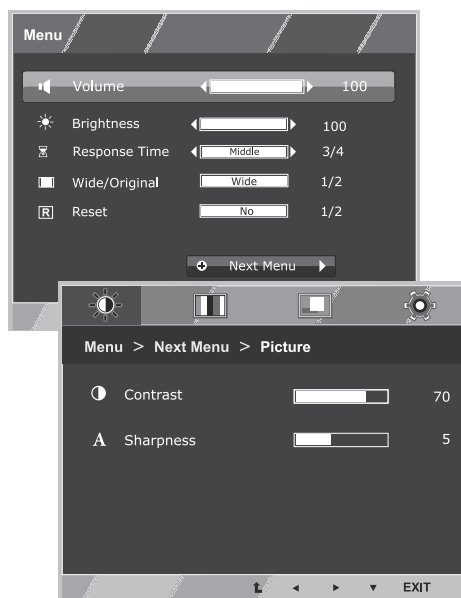 Menu
Volume 100
Brightness 100
Response Time Middle 3/4
Wide/Original Wide 1/2
R Reset No 1/2
Next Menu
Menu > Next Menu > Picture
Contrast 70
A Sharpness 5
EXIT